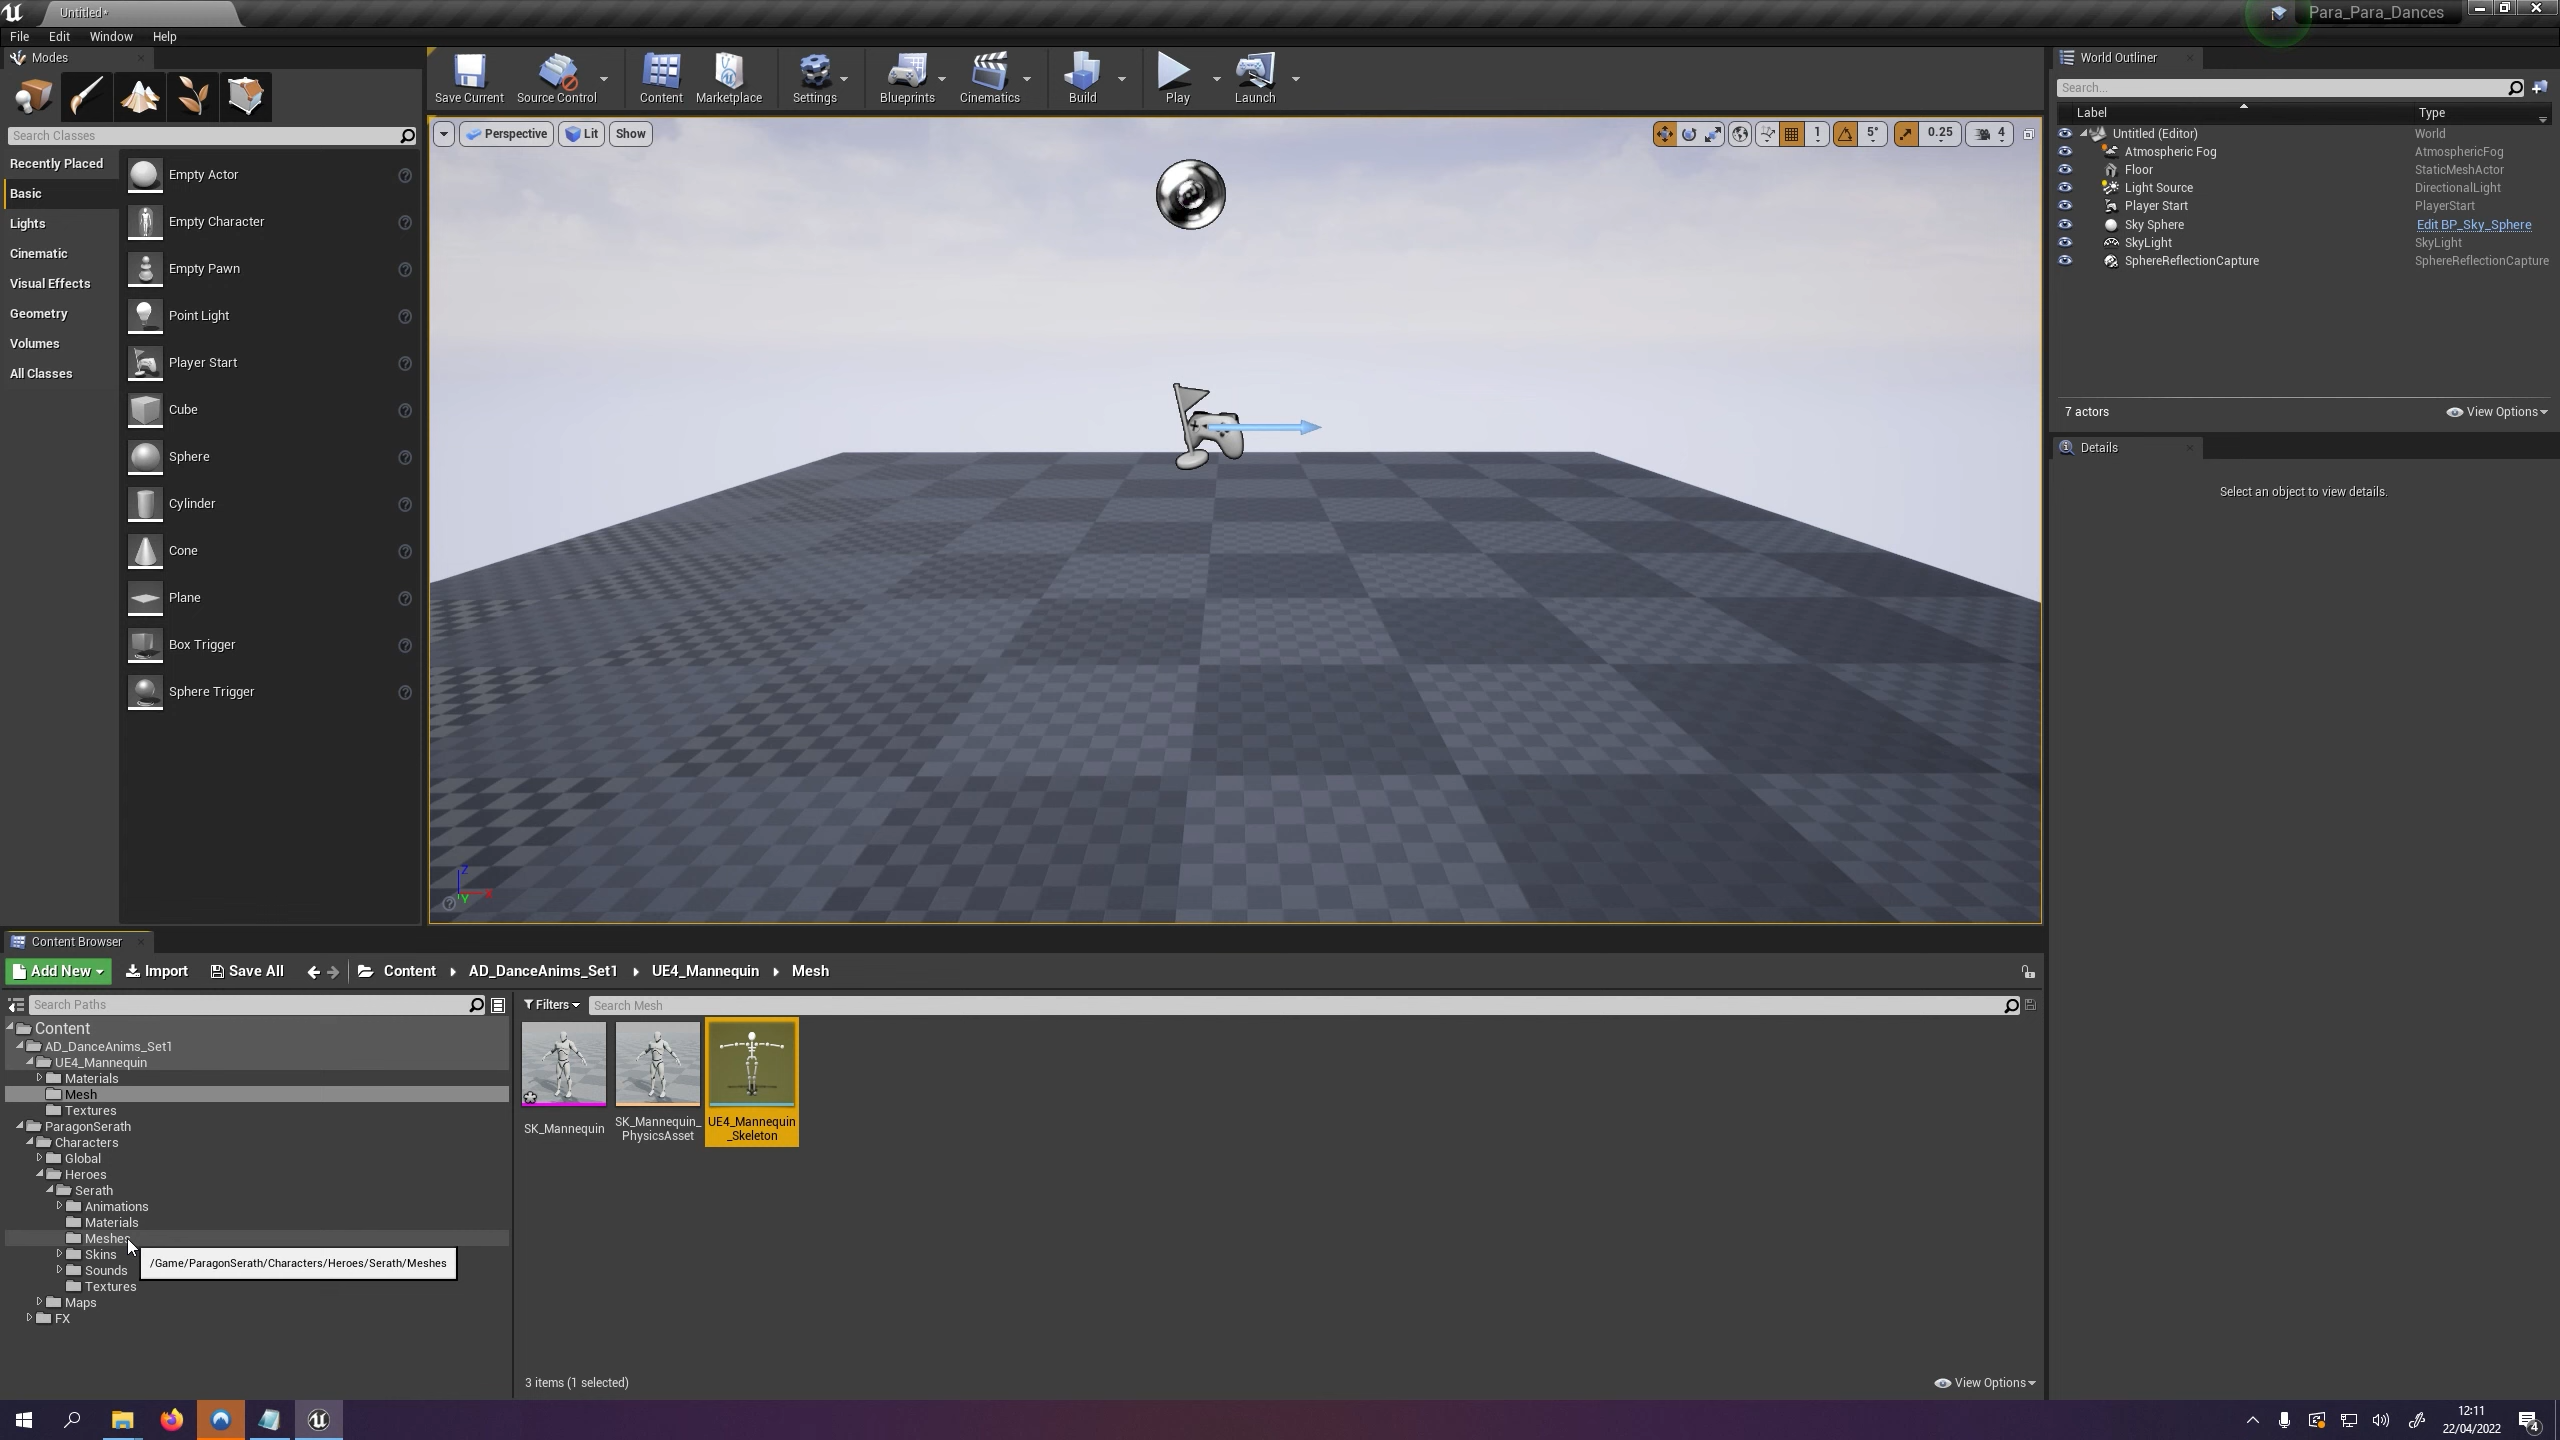 Untitled*
Para_Para_Dances
File Edit Window Help
Modes
Search Classes
Recently Placed
Basic
Lights
Cinematic
Visual Effects
Geometry
Volumes
All Classes
Empty Actor
Empty Character
Empty Pawn
Point Light
Player Start
Cube
Sphere
Cylinder
Cone
Plane
Box Trigger
Sphere Trigger
Save Current Source Control Content Marketplace Settings Blueprints Cinematics Build Play Launch
Perspective Lit Show
1 5° 0.25 4
Z
Y
World Outliner
Search...
Label Type
Untitled (Editor) World
Atmospheric Fog AtmosphericFog
Floor StaticMeshActor
Light Source DirectionalLight
Player Start PlayerStart
Sky Sphere Edit BP_Sky_Sphere
SkyLight SkyLight
SphereReflectionCapture SphereReflectionCapture
7 actors View Options
Details
Select an object to view details.
Content Browser
Add New Import Save All Content AD_DanceAnims_Set1 UE4_Mannequin Mesh
Search Paths
Content
AD_DanceAnims_Set1
UE4_Mannequin
Materials
Mesh
Textures
ParagonSerath
Characters
Global
Heroes
Serath
Animations
Materials
Meshes
Skins
Sounds
Textures
Maps
FX
/Game/ParagonSerath/Characters/Heroes/Serath/Meshes
Filters Search Mesh
SK_Mannequin
SK_Mannequin_
PhysicsAsset
UE4_Mannequin
_Skeleton
3 items (1 selected) View Options
12:11
22/04/2022
4